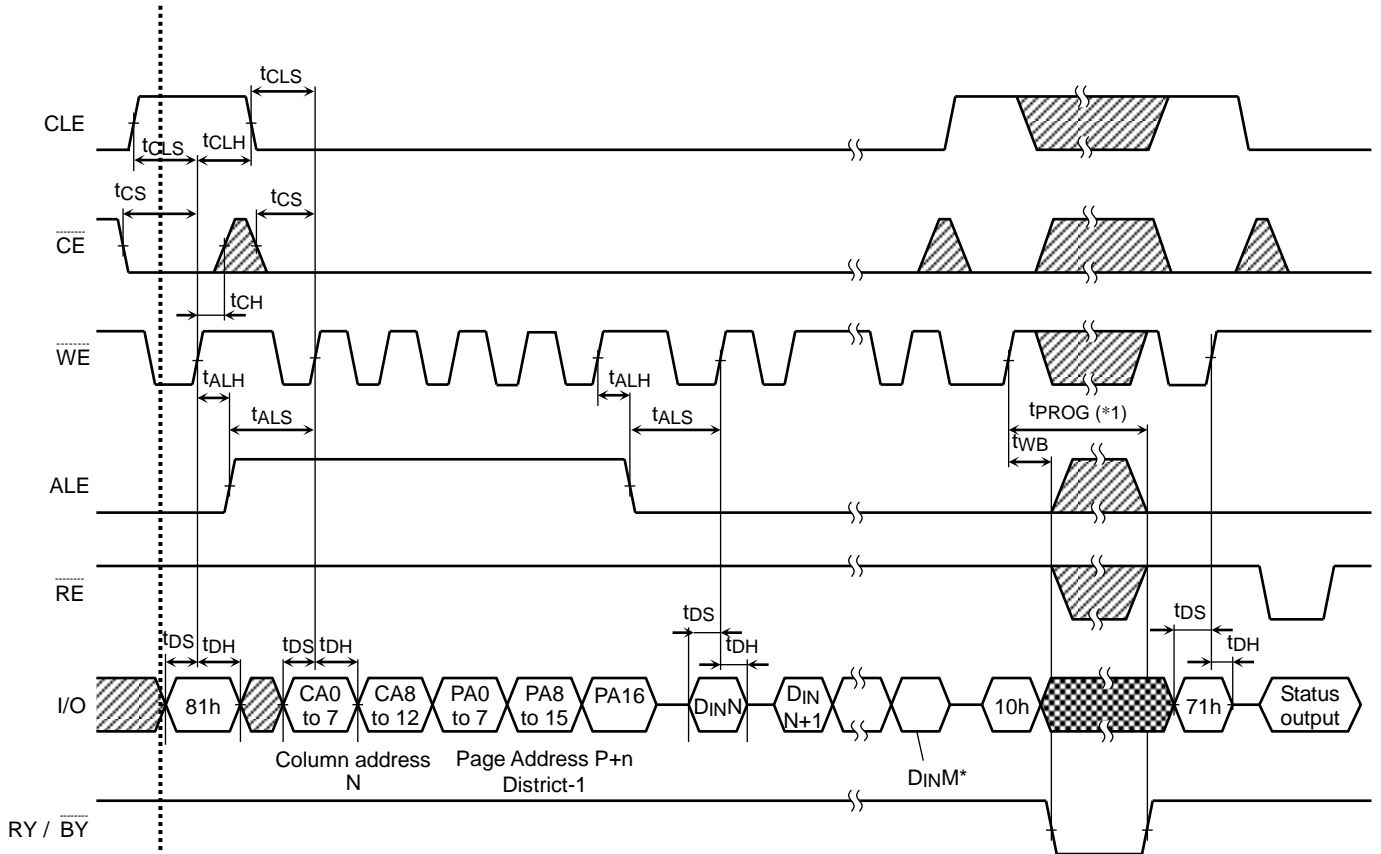 tCLS
CLE
tCLS tCLH
tCS tCS
CE
tCH
WE
tALH tALH
tALS tALS tPROG (*1)
tWB
ALE
RE
tDS tDH tDS tDH tDS tDH tDS tDH
I/O 81h CA0 to 7 CA8 to 12 PA0 to 7 PA8 to 15 PA16 DINN DIN N+1 10h 71h Status output
Column address N Page Address P+n District-1 DINM*
RY / BY